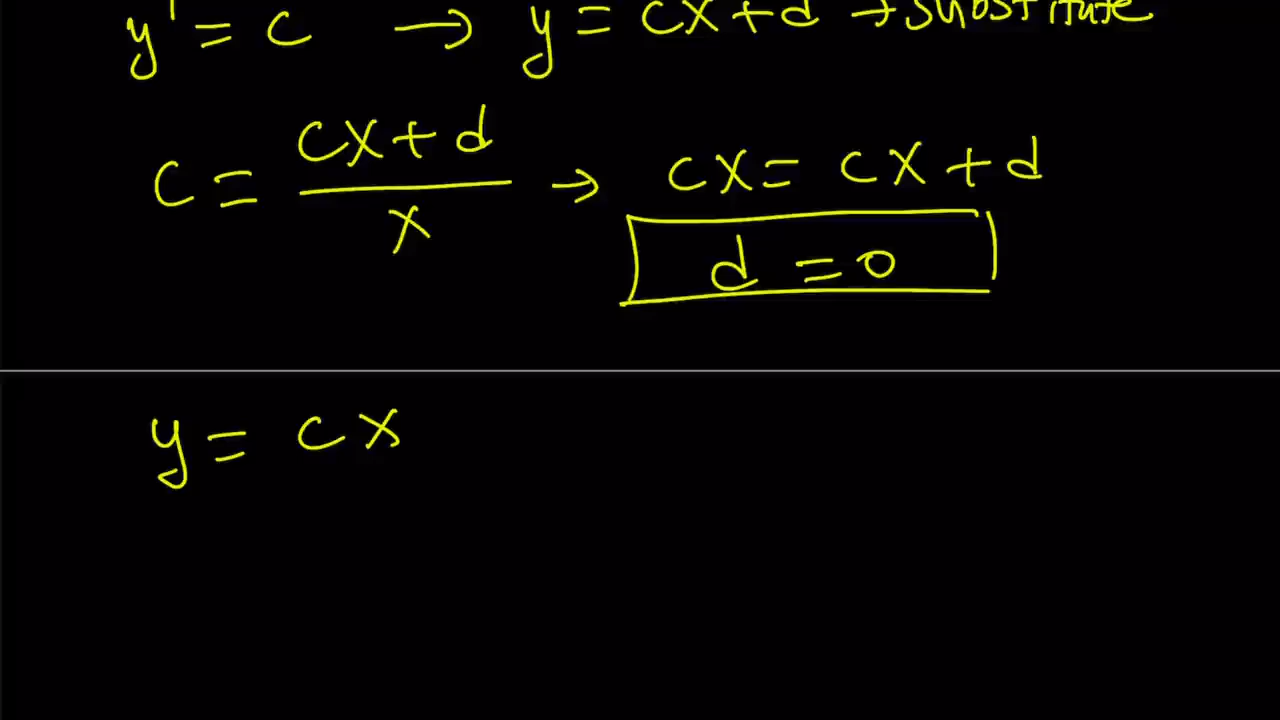 y' = c → y = cx + d → substitute
c = (cx + d)/x → cx = cx + d
d = 0
y = cx